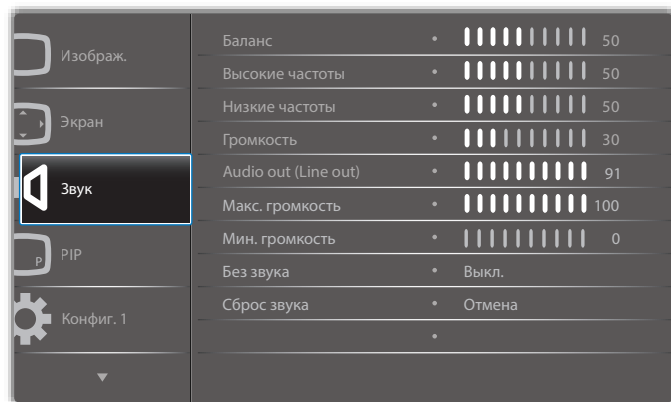 Изображ.
Экран
Звук
P
PIP
Конфиг. 1
Баланс • 50
Высокие частоты • 50
Низкие частоты • 50
Громкость • 30
Audio out (Line out) • 91
Макс. громкость • 100
Мин. громкость • 0
Без звука • Выкл.
Сброс звука • Отмена
•